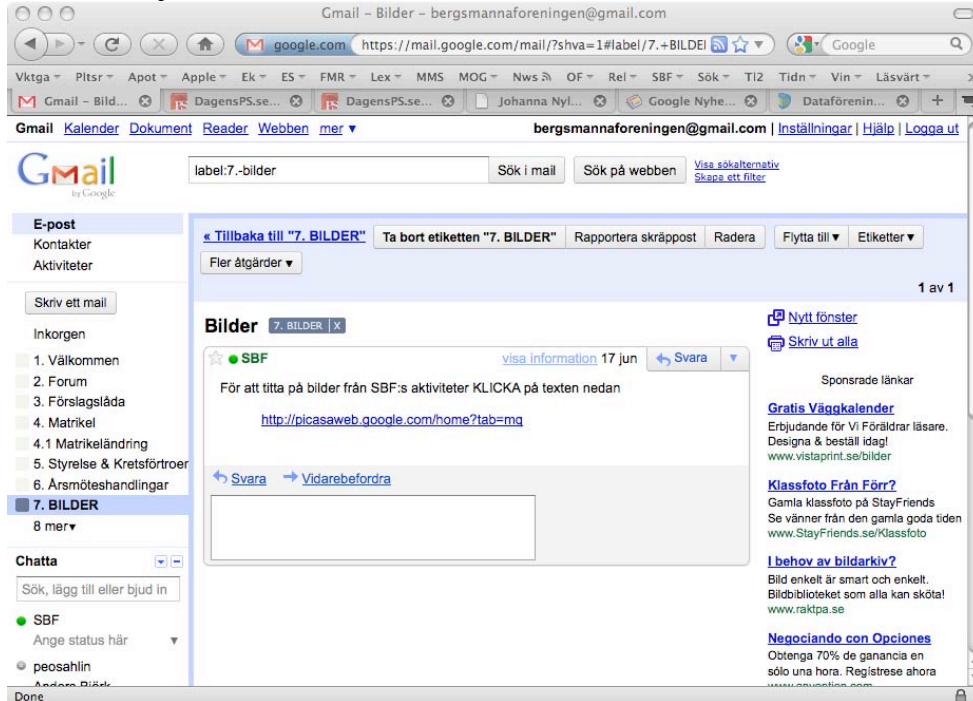 Gmail – Bilder – bergsmannaforeningen@gmail.com
google.com https://mail.google.com/mail/?shva=1#label/7.+BILDEI
Google
Vktga Pltsr Apot Apple Ek ES FMR Lex MMS MOG Nws OF Rel SBF Sök Tl2 Tidn Vin Läsvärt
Gmail – Bild... DagensPS.se... DagensPS.se... Johanna Nyl... Google Nyhe... Dataförenin...
Gmail Kalender Dokument Reader Webben mer ▼ bergsmannaforeningen@gmail.com | Inställningar | Hjälp | Logga ut
Gmail
by Google
label:7.-bilder Sök i mail Sök på webben Visa sökalternativ
Skapa ett filter
E-post
Kontakter
Aktiviteter
Skriv ett mail
Inkorgen
1. Välkommen
2. Forum
3. Förslagslåda
4. Matrikel
4.1 Matrikeländring
5. Styrelse & Kretsförtroer
6. Årsmöteshandlingar
7. BILDER
8 mer▼
Chatta
Sök, lägg till eller bjud in
SBF
Ange status här
peosahlin
Anders Björk
« Tillbaka till "7. BILDER" Ta bort etiketten "7. BILDER" Rapportera skräppost Radera Flytta till ▼ Etiketter ▼
Fler åtgärder ▼
1 av 1
Bilder 7. BILDER X
SBF visa information 17 jun Svara
För att titta på bilder från SBF:s aktiviteter KLICKA på texten nedan
http://picasaweb.google.com/home?tab=mq
Svara Vidarebefordra
Nytt fönster
Skriv ut alla
Sponsrade länkar
Gratis Väggkalender
Erbjudande för Vi Föräldrar läsare.
Designa & beställ idag!
www.vistaprint.se/bilder
Klassfoto Från Förr?
Gamla klassfoto på StayFriends
Se vänner från den gamla goda tiden
www.StayFriends.se/Klassfoto
I behov av bildarkiv?
Bild enkelt är smart och enkelt.
Bildbiblioteket som alla kan sköta!
www.raktpa.se
Negociando con Opciones
Obtenga 70% de ganancia en
sólo una hora. Regístrese ahora
Done